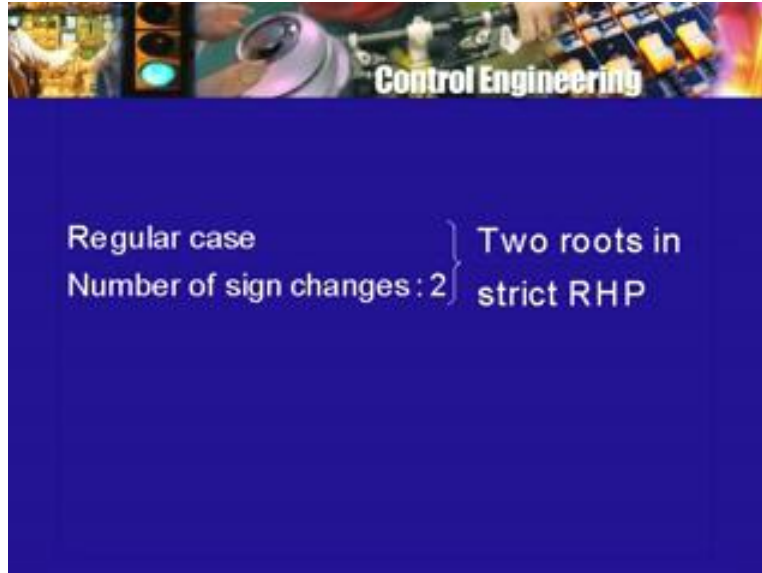 Control Engineering
Regular case
Number of sign changes : 2
Two roots in
strict RHP